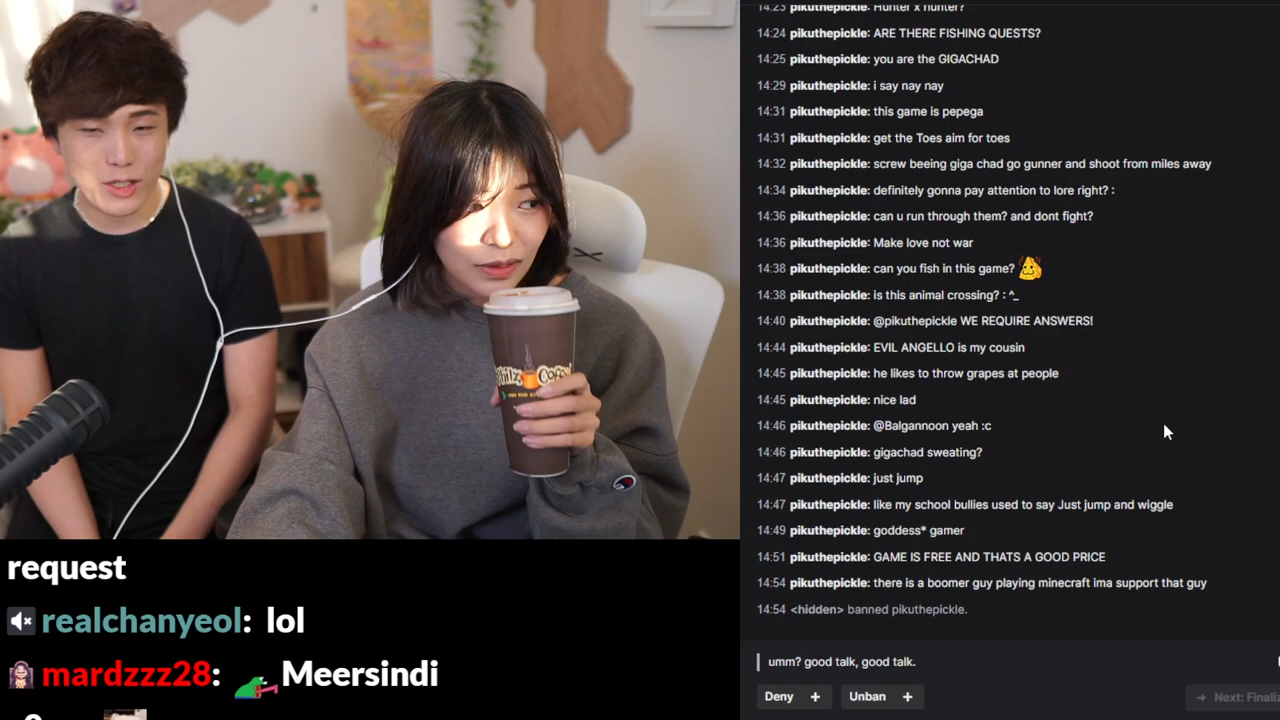 14:23 pikuthepickle: Hunter x hunter?
14:24 pikuthepickle: ARE THERE FISHING QUESTS?
14:25 pikuthepickle: you are the GIGACHAD
14:29 pikuthepickle: i say nay nay
14:31 pikuthepickle: this game is pepega
14:31 pikuthepickle: get the Toes aim for toes
14:32 pikuthepickle: screw beeing giga chad go gunner and shoot from miles away
14:34 pikuthepickle: definitely gonna pay attention to lore right? :
14:36 pikuthepickle: can u run through them? and dont fight?
14:36 pikuthepickle: Make love not war
14:38 pikuthepickle: can you fish in this game?
14:38 pikuthepickle: is this animal crossing? : ^_
14:40 pikuthepickle: @pikuthepickle WE REQUIRE ANSWERS!
14:44 pikuthepickle: EVIL ANGELLO is my cousin
14:45 pikuthepickle: he likes to throw grapes at people
14:45 pikuthepickle: nice lad
14:46 pikuthepickle: @Balgannoon yeah :c
14:46 pikuthepickle: gigachad sweating?
14:47 pikuthepickle: just jump
14:47 pikuthepickle: like my school bullies used to say Just jump and wiggle
14:49 pikuthepickle: goddess* gamer
14:51 pikuthepickle: GAME IS FREE AND THATS A GOOD PRICE
14:54 pikuthepickle: there is a boomer guy playing minecraft ima support that guy
14:54 <hidden> banned pikuthepickle.
umm? good talk, good talk.
Deny + Unban +
→ Next:
Philz Coffee
request
realchanyeol: lol
mardzzz28: Meersindi